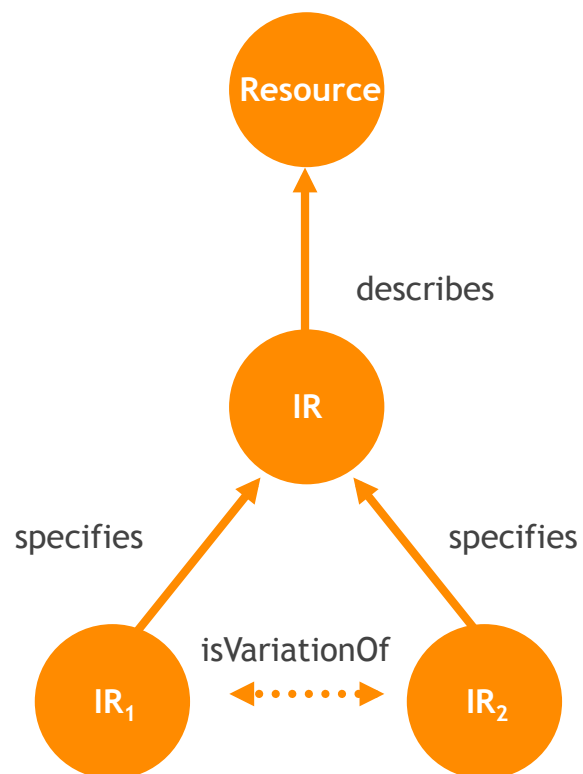 Resource
describes
IR
specifies
specifies
isVariationOf
IR₁
IR₂